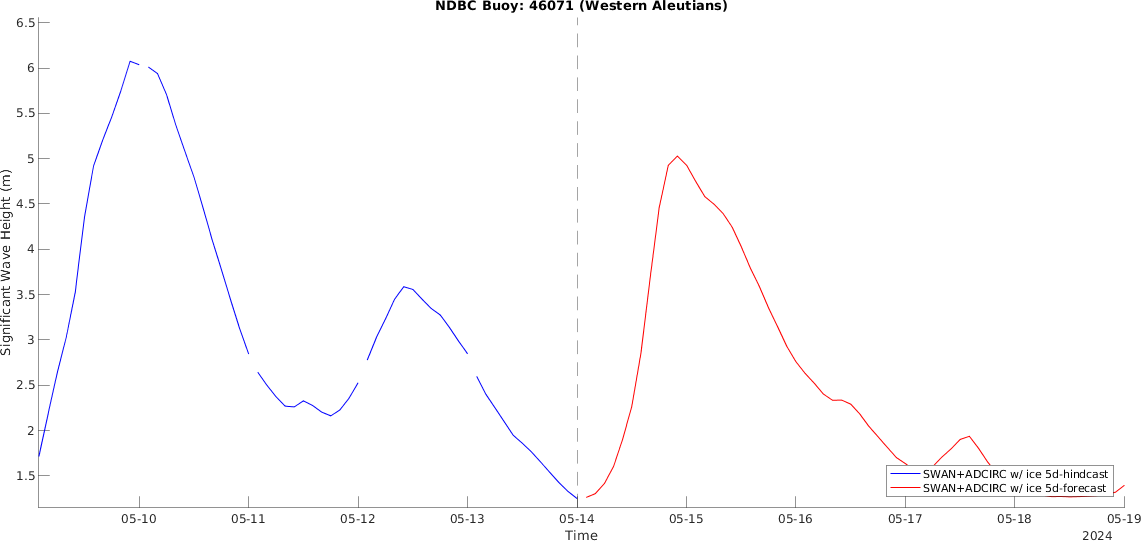 NDBC Buoy: 46071 (Western Aleutians)
6.5
6
5.5
5
4.5
4
3.5
3
2.5
2
1.5
Significant Wave Height (m)
SWAN+ADCIRC w/ ice 5d-hindcast
SWAN+ADCIRC w/ ice 5d-forecast
05-10 05-11 05-12 05-13 05-14 05-15 05-16 05-17 05-18 05-19
Time
2024